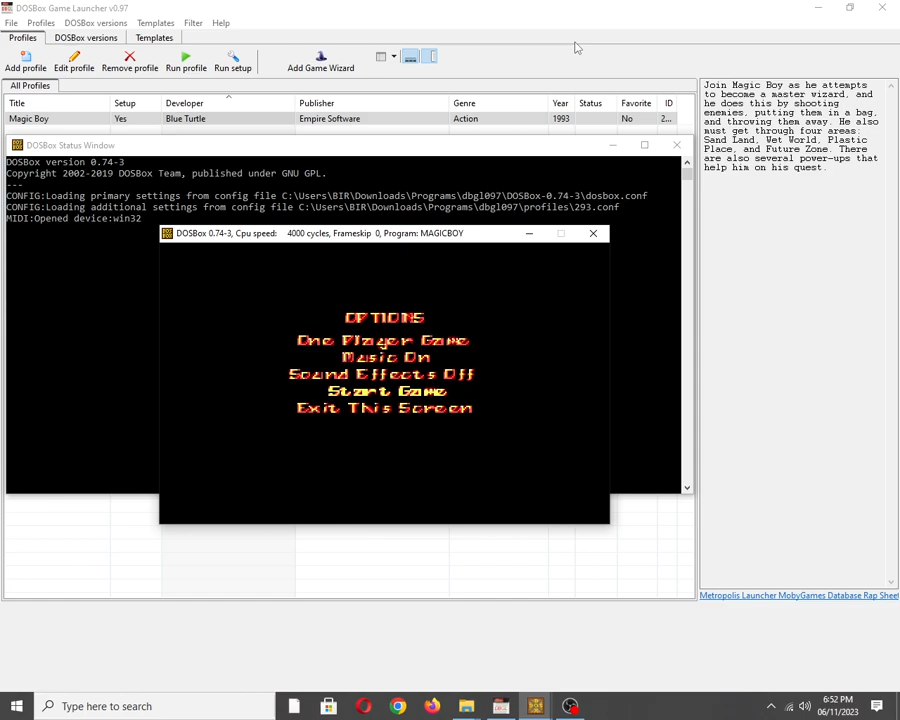 DOSBox Game Launcher v0.97
File Profiles DOSBox versions Templates Filter Help
Profiles DOSBox versions Templates
Add profile Edit profile Remove profile Run profile Run setup Add Game Wizard
All Profiles
Title Setup Developer Publisher Genre Year Status Favorite ID
Magic Boy Yes Blue Turtle Empire Software Action 1993 No 2...
Join Magic Boy as he attempts
to become a master wizard, and
he does this by shooting
enemies, putting them in a bag,
and throwing them away. He also
must get through four areas:
Sand Land, Wet World, Plastic
Place, and Future Zone. There
are also several power-ups that
help him on his quest.
DOSBox Status Window
DOSBox version 0.74-3
Copyright 2002-2019 DOSBox Team, published under GNU GPL.
---
CONFIG:Loading primary settings from config file C:\Users\BIR\Downloads\Programs\dbgl097\DOSBox-0.74-3\dosbox.conf
CONFIG:Loading additional settings from config file C:\Users\BIR\Downloads\Programs\dbgl097\profiles\293.conf
MIDI:Opened device:win32
DOSBox 0.74-3, Cpu speed: 4000 cycles, Frameskip 0, Program: MAGICBOY
OPTIONS
One Player Game
Music On
Sound Effects Off
Start Game
Exit This Screen
Metropolis Launcher MobyGames Database Rap Sheet
Type here to search
6:52 PM
06/11/2023